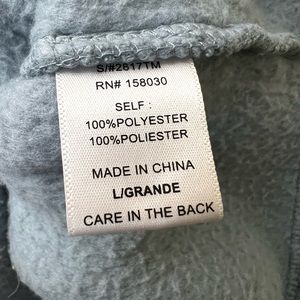 S/#2617TM
RN# 158030
SELF :
100%POLYESTER
100%POLIESTER
MADE IN CHINA
L/GRANDE
CARE IN THE BACK